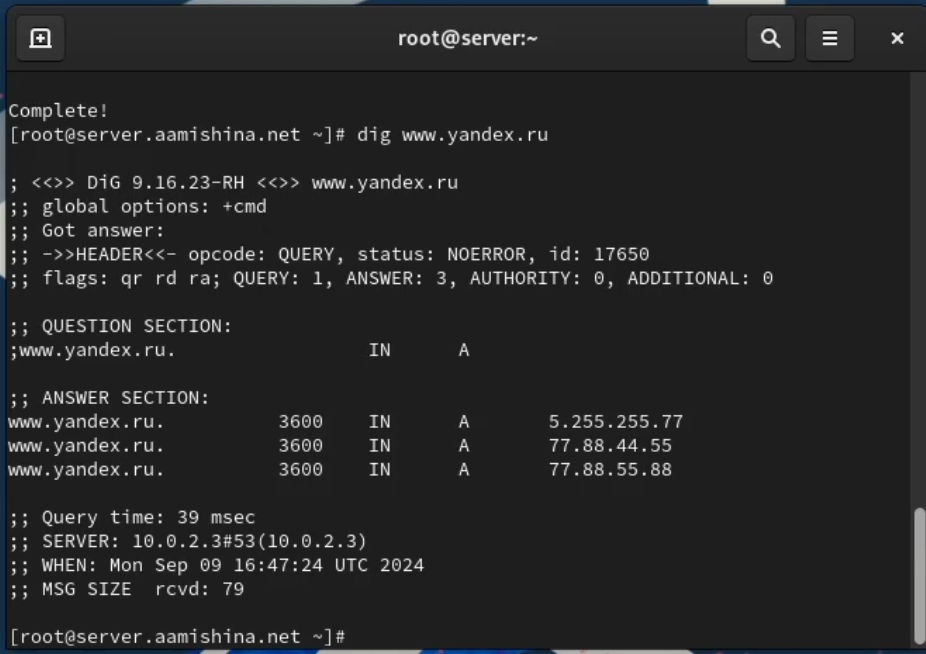 root@server:~
Complete!
[root@server.aamishina.net ~]# dig www.yandex.ru
; <<>> DiG 9.16.23-RH <<>> www.yandex.ru
;; global options: +cmd
;; Got answer:
;; ->>HEADER<<- opcode: QUERY, status: NOERROR, id: 17650
;; flags: qr rd ra; QUERY: 1, ANSWER: 3, AUTHORITY: 0, ADDITIONAL: 0
;; QUESTION SECTION:
;www.yandex.ru. IN A
;; ANSWER SECTION:
www.yandex.ru. 3600 IN A 5.255.255.77
www.yandex.ru. 3600 IN A 77.88.44.55
www.yandex.ru. 3600 IN A 77.88.55.88
;; Query time: 39 msec
;; SERVER: 10.0.2.3#53(10.0.2.3)
;; WHEN: Mon Sep 09 16:47:24 UTC 2024
;; MSG SIZE  rcvd: 79
[root@server.aamishina.net ~]#